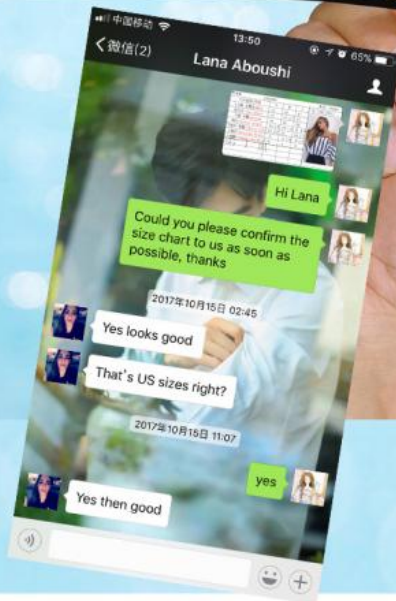 中国移动
13:50
65%
微信(2)
Lana Aboushi
Hi Lana
Could you please confirm the
size chart to us as soon as
possible, thanks
2017年10月15日 02:45
Yes looks good
That's US sizes right?
2017年10月15日 11:07
yes
Yes then good